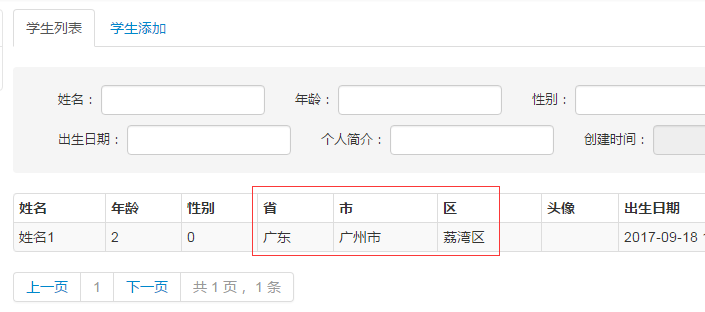 学生列表 学生添加
姓名： 年龄： 性别：
出生日期： 个人简介： 创建时间：
姓名 年龄 性别 省 市 区 头像 出生日期
姓名1 2 0 广东 广州市 荔湾区 2017-09-18
上一页 1 下一页 共 1 页， 1 条